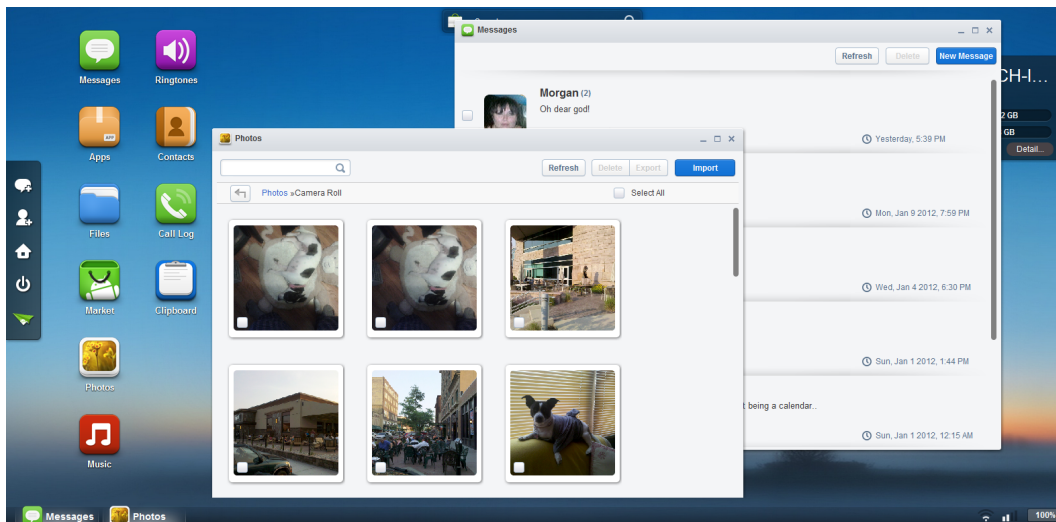 Messages
Ringtones
Apps
APP
Contacts
Files
Call Log
Market
Clipboard
Photos
Music
Messages
Refresh
Delete
New Message
Morgan (2)
Oh dear god!
Yesterday, 5:39 PM
Mon, Jan 9 2012, 7:59 PM
Wed, Jan 4 2012, 6:30 PM
Sun, Jan 1 2012, 1:44 PM
being a calendar..
Sun, Jan 1 2012, 12:15 AM
Photos
Refresh
Delete
Export
Import
Photos »Camera Roll
Select All
CH-I...
2 GB
GB
Detail...
Messages
Photos
100%